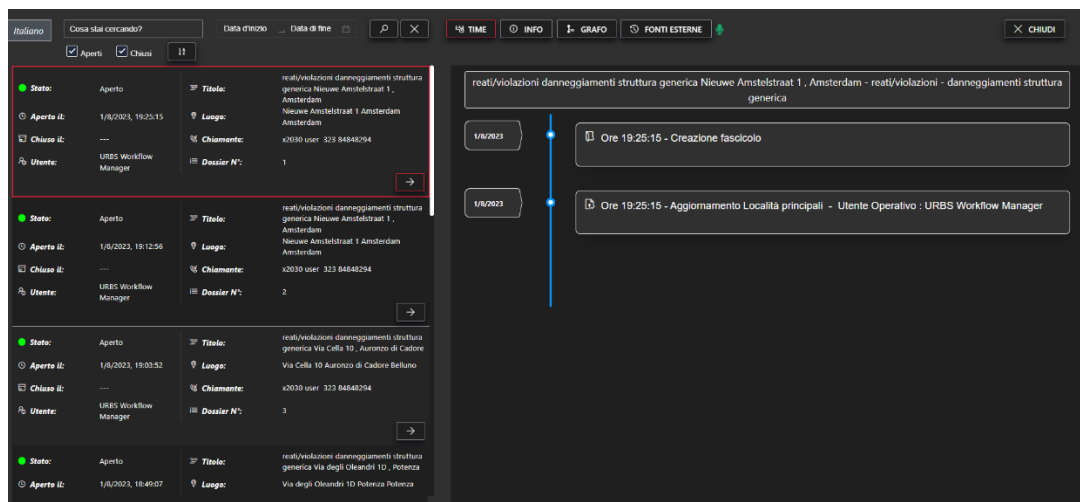 Italiano
Cosa stai cercando?
Data d'inizio
Data di fine
Aperti
Chiusi
TIME
INFO
GRAFO
FONTI ESTERNE
CHIUDI
Stato:
Aperto
Titolo:
reati/violazioni danneggiamenti struttura
generica Nieuwe Amstelstraat 1 ,
Amsterdam
Aperto il:
1/8/2023, 19:25:15
Luogo:
Nieuwe Amstelstraat 1 Amsterdam
Amsterdam
Chiuso il:
---
Chiamante:
x2030 user 323 84848294
Utente:
URBS Workflow
Manager
Dossier N°:
1
Stato:
Aperto
Titolo:
reati/violazioni danneggiamenti struttura
generica Nieuwe Amstelstraat 1 ,
Amsterdam
Aperto il:
1/8/2023, 19:12:56
Luogo:
Nieuwe Amstelstraat 1 Amsterdam
Amsterdam
Chiuso il:
---
Chiamante:
x2030 user 323 84848294
Utente:
URBS Workflow
Manager
Dossier N°:
2
Stato:
Aperto
Titolo:
reati/violazioni danneggiamenti struttura
generica Via Cella 10 , Auronzo di Cadore
Aperto il:
1/8/2023, 19:03:52
Luogo:
Via Cella 10 Auronzo di Cadore Belluno
Chiuso il:
---
Chiamante:
x2030 user 323 84848294
Utente:
URBS Workflow
Manager
Dossier N°:
3
Stato:
Aperto
Titolo:
reati/violazioni danneggiamenti struttura
generica Via degli Oleandri 1D , Potenza
Aperto il:
1/8/2023, 18:49:07
Luogo:
Via degli Oleandri 1D Potenza Potenza
reati/violazioni danneggiamenti struttura generica Nieuwe Amstelstraat 1 , Amsterdam - reati/violazioni - danneggiamenti struttura
generica
1/8/2023
Ore 19:25:15 - Creazione fascicolo
1/8/2023
Ore 19:25:15 - Aggiornamento Località principali - Utente Operativo : URBS Workflow Manager